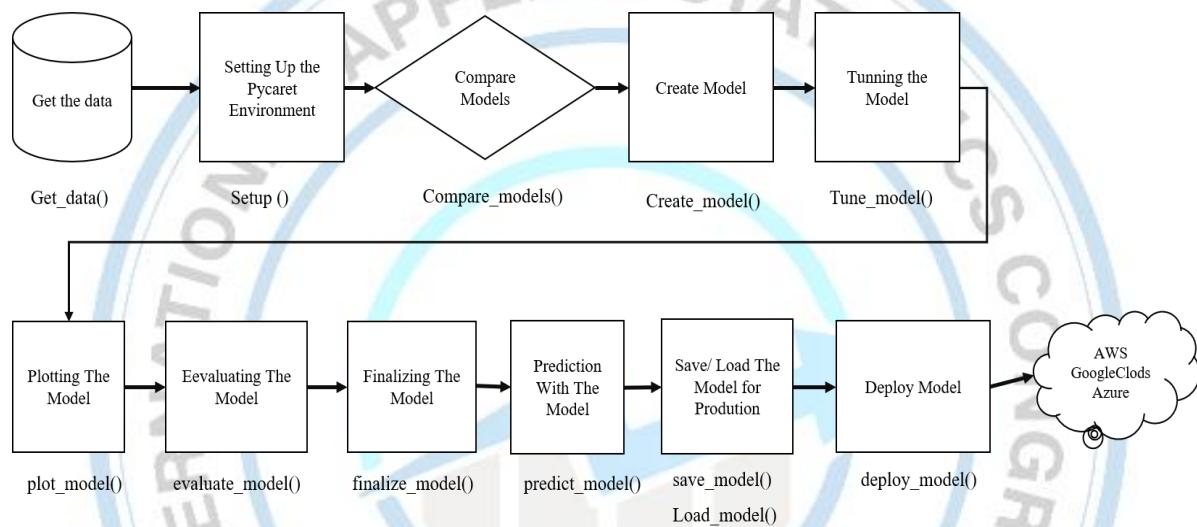 Get the data
Setting Up the
Pycaret
Environment
Compare
Models
Create Model
Tunning the
Model
Get_data()
Setup ()
Compare_models()
Create_model()
Tune_model()
Plotting The
Model
Eevaluating The
Model
Finalizing The
Model
Prediction
With The
Model
Save/ Load The
Model for
Prodution
Deploy Model
AWS
GoogleClods
Azure
plot_model()
evaluate_model()
finalize_model()
predict_model()
save_model()
Load_model()
deploy_model()